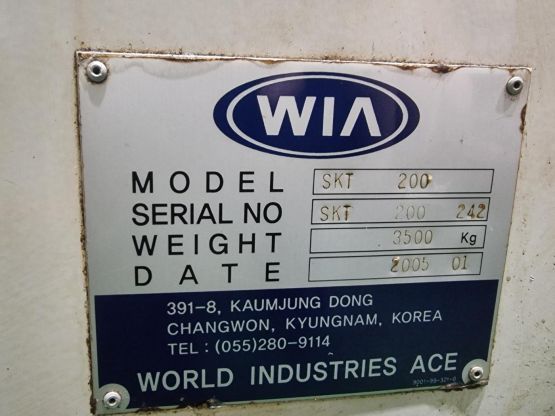 WIA
MODEL SKT 200
SERIAL NO SKT 200 242
WEIGHT 3500 Kg
DATE 2005 01
391-8, KAUMJUNG DONG
CHANGWON, KYUNGNAM, KOREA
TEL : (055)280-9114
WORLD INDUSTRIES ACE